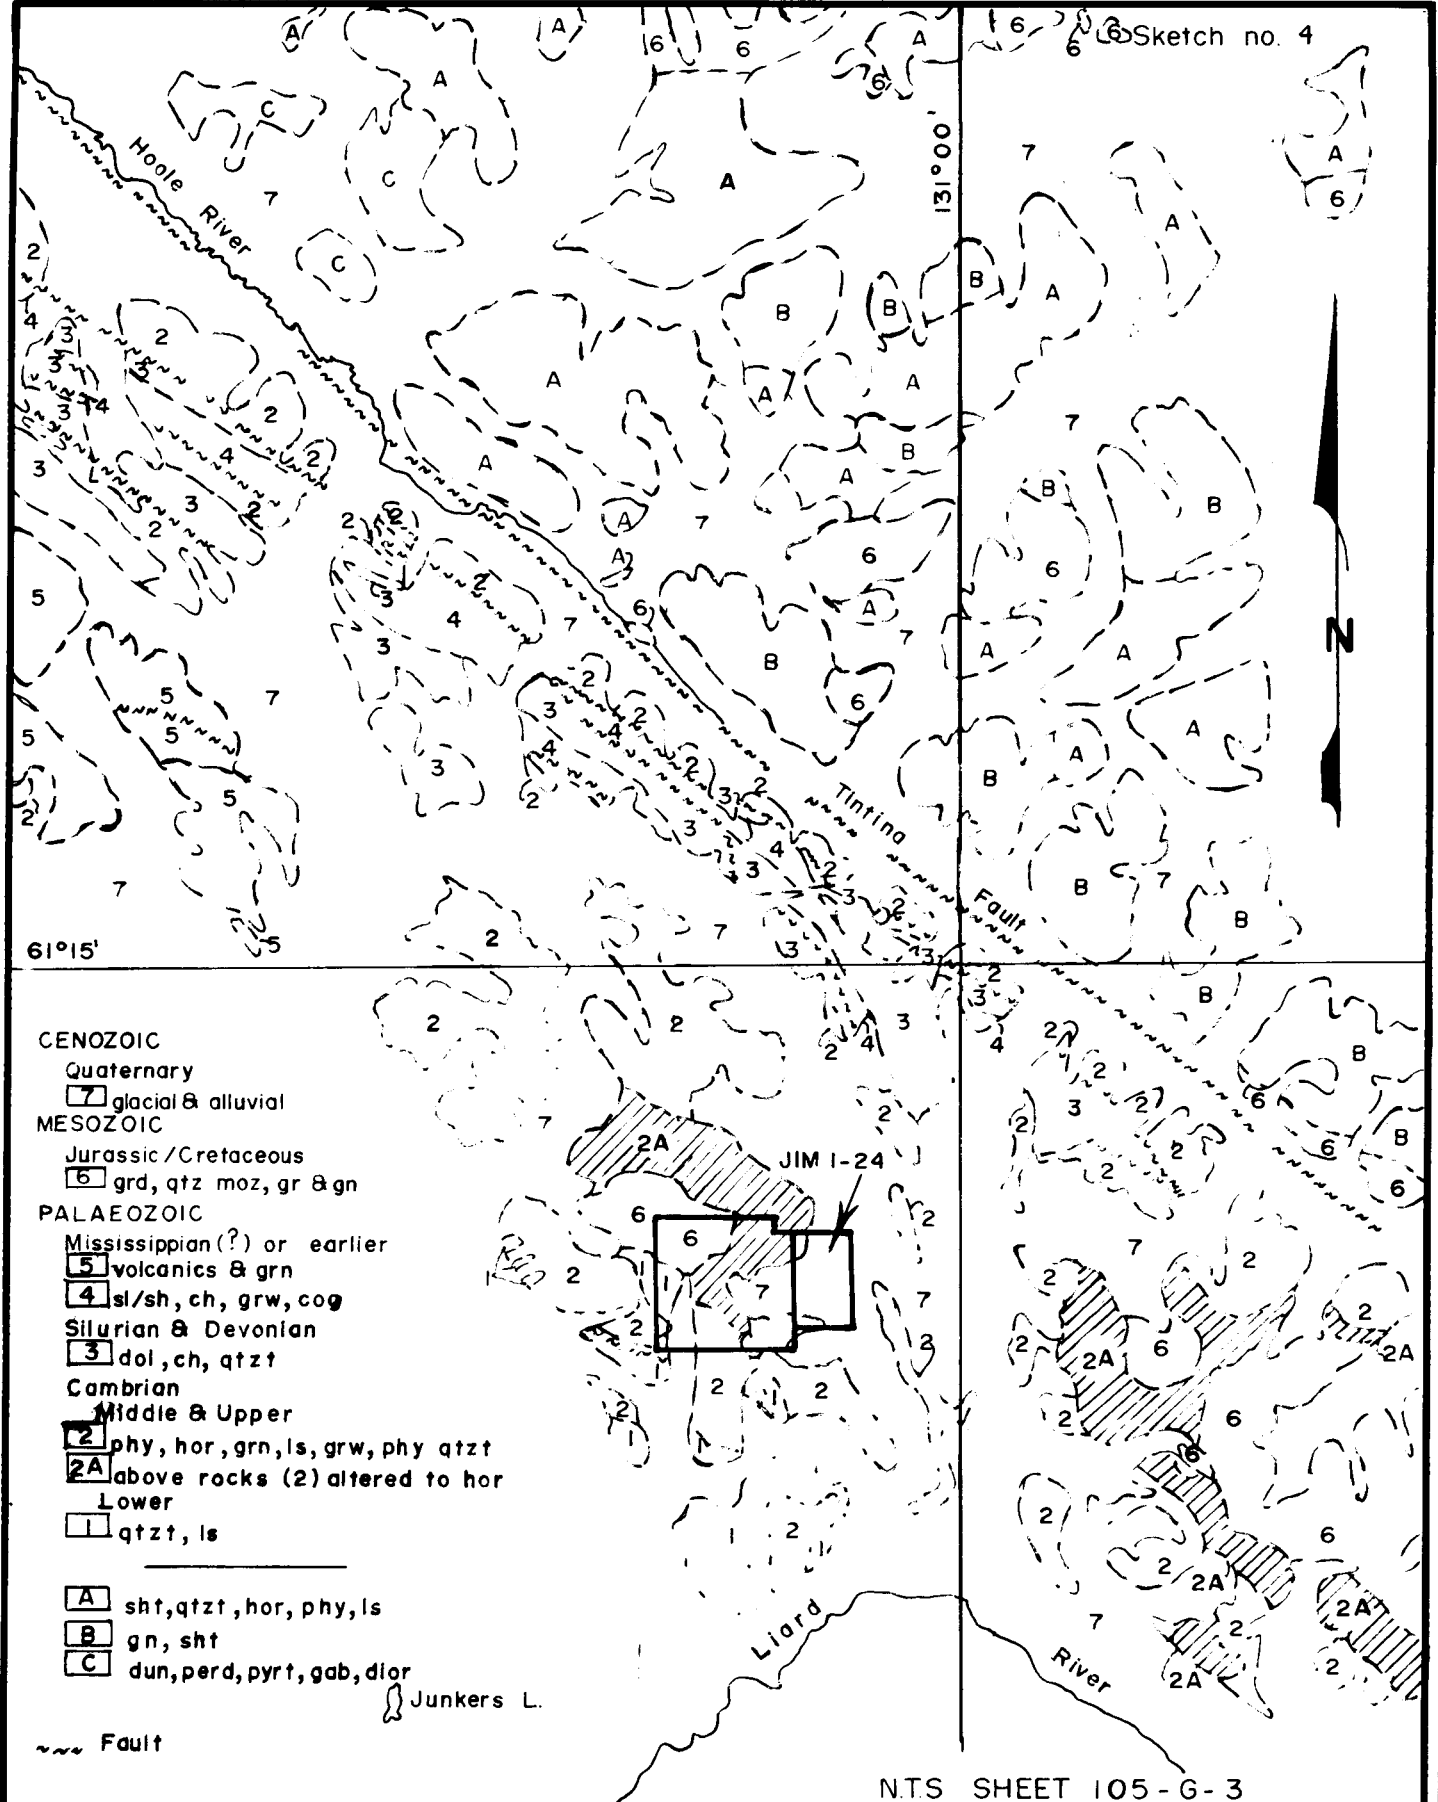 Sketch no. 4
131°00'
Hoole River
Tintina Fault
61°15'
JIM 1-24
CENOZOIC
Quaternary
7 glacial & alluvial
MESOZOIC
Jurassic/Cretaceous
6 grd, qtz moz, gr & gn
PALAEOZOIC
Mississippian(?) or earlier
5 volcanics & grn
4 sl/sh, ch, grw, cog
Silurian & Devonian
3 dol, ch, qtzt
Cambrian
Middle & Upper
2 phy, hor, grn, ls, grw, phy qtzt
2A above rocks (2) altered to hor
Lower
1 qtzt, ls
A sht, qtzt, hor, phy, ls
B gn, sht
C dun, perd, pyrt, gab, dior
Junkers L.
~~~ Fault
Liard River
N
N.T.S SHEET 105-G-3